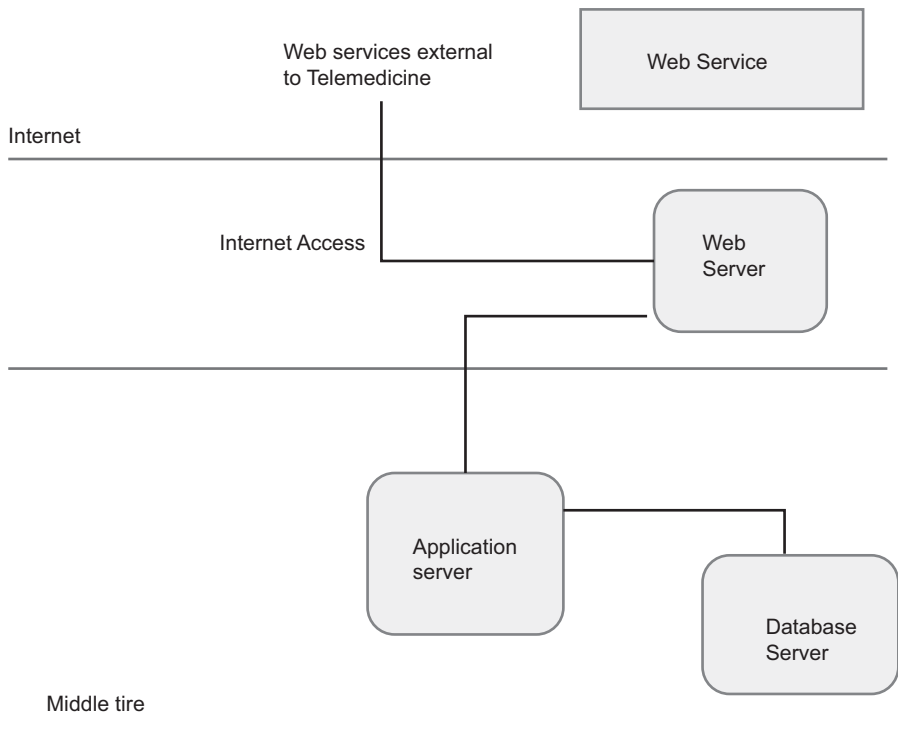 Web services external
to Telemedicine
Web Service
Internet
Internet Access
Web
Server
Application
server
Database
Server
Middle tire